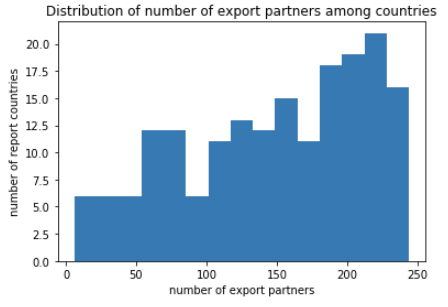 Distribution of number of export partners among countries
number of report countries
20.0
17.5
15.0
12.5
10.0
7.5
5.0
2.5
0.0
0 50 100 150 200 250
number of export partners